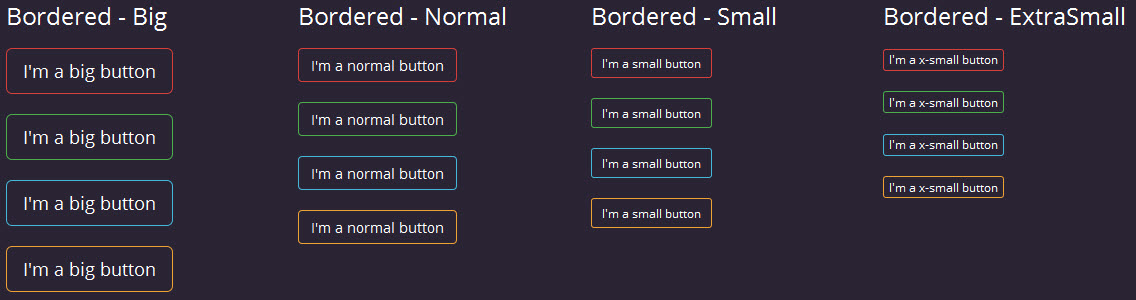 Bordered - Big
I'm a big button
I'm a big button
I'm a big button
I'm a big button
Bordered - Normal
I'm a normal button
I'm a normal button
I'm a normal button
I'm a normal button
Bordered - Small
I'm a small button
I'm a small button
I'm a small button
I'm a small button
Bordered - ExtraSmall
I'm a x-small button
I'm a x-small button
I'm a x-small button
I'm a x-small button